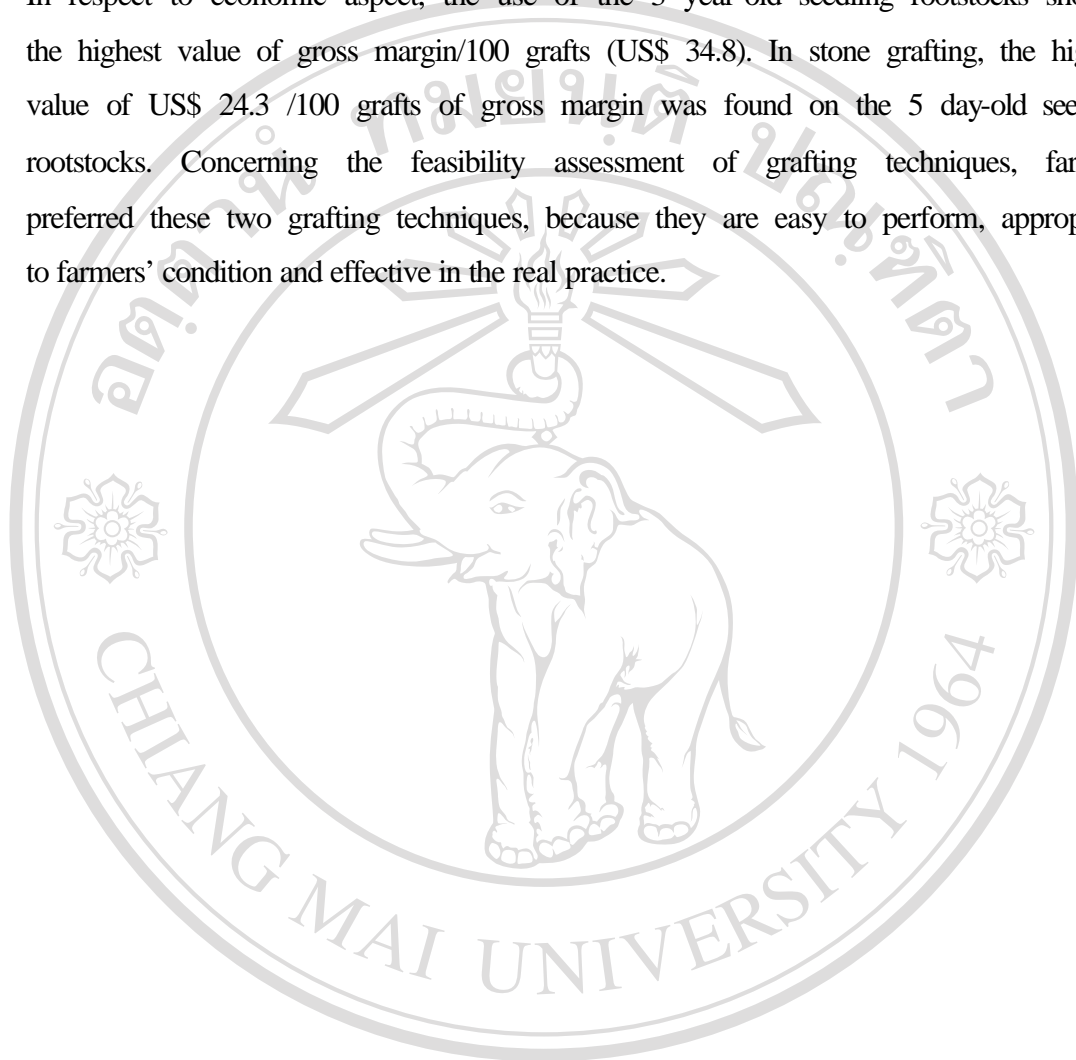 In respect to economic aspect, the use of the 3 year-old seedling rootstocks
the highest value of gross margin/100 grafts (US$ 34.8). In stone grafting, the
value of US$ 24.3 /100 grafts of gross margin was found on the 5 day-old
rootstocks. Concerning the feasibility assessment of grafting techniques,
preferred these two grafting techniques, because they are easy to perform,
to farmers’ condition and effective in the real practice.
CHIANG MAI UNIVERSITY 1964